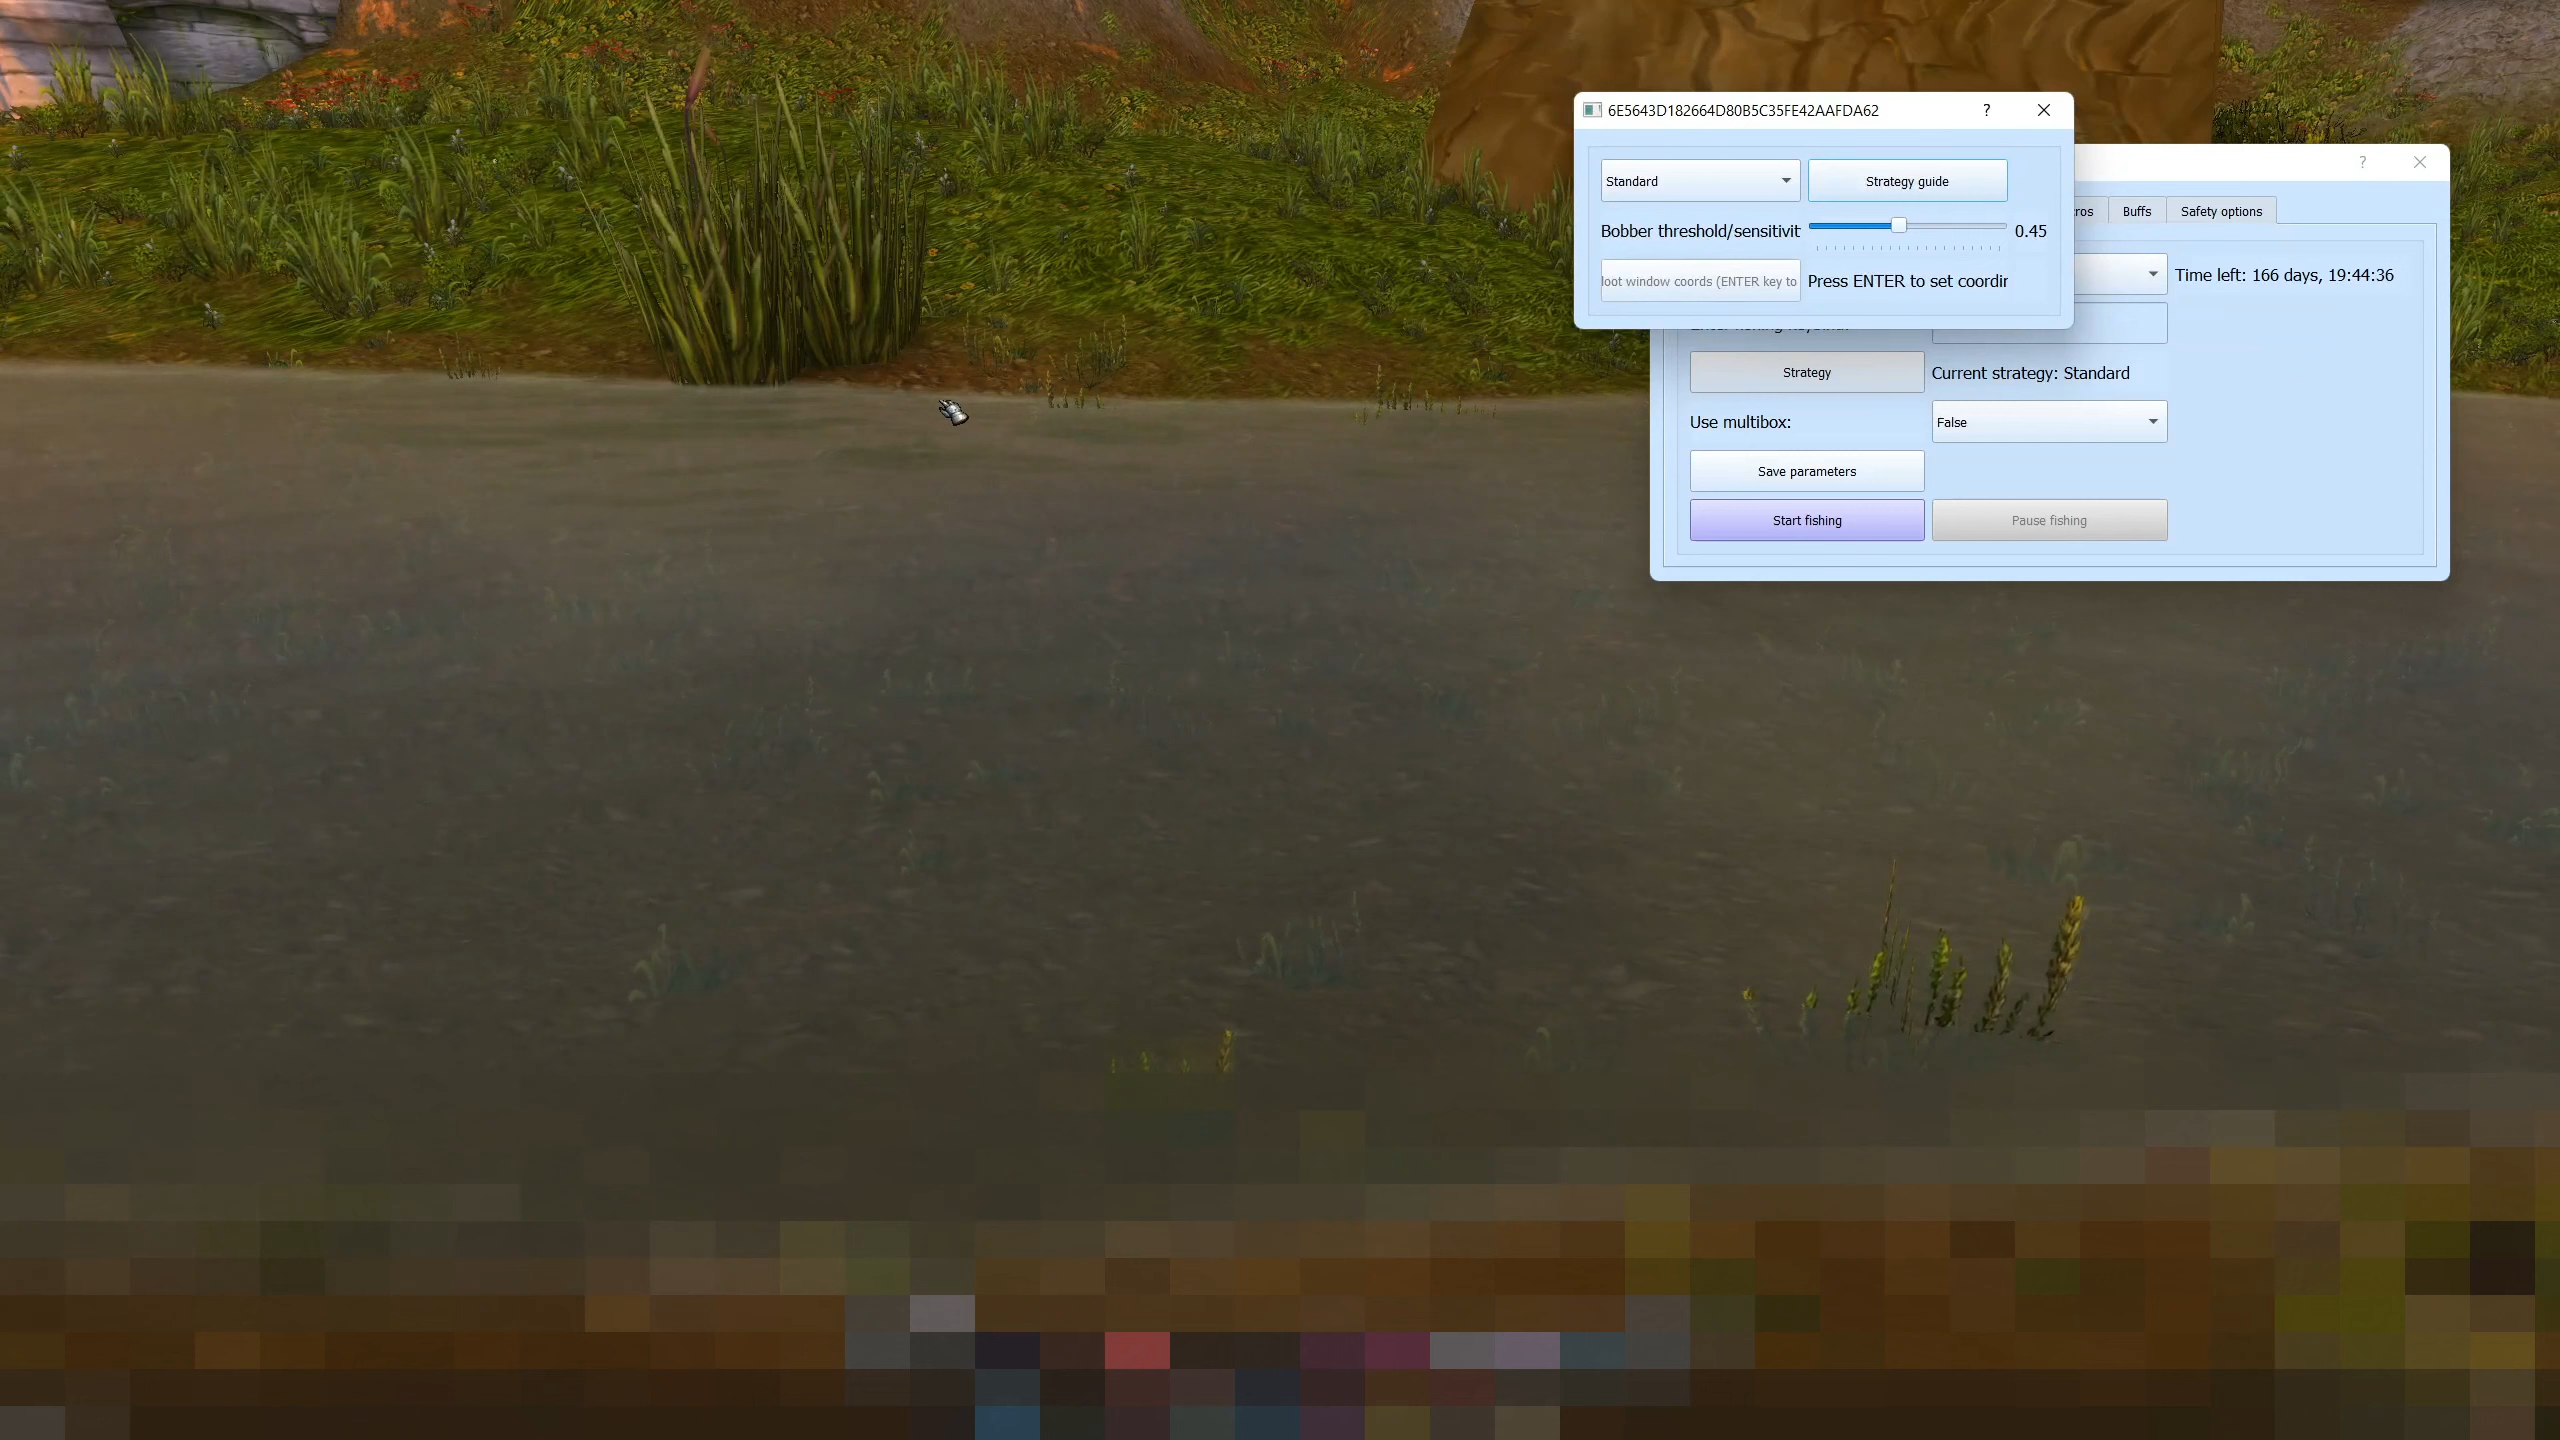 6E5643D182664D80B5C35FE42AAFDA62
?
Standard
Strategy guide
Bobber threshold/sensitivit
0.45
loot window coords (ENTER key to
Press ENTER to set coordir
?
ros
Buffs
Safety options
Time left: 166 days, 19:44:36
Strategy
Current strategy: Standard
Use multibox:
False
Save parameters
Start fishing
Pause fishing